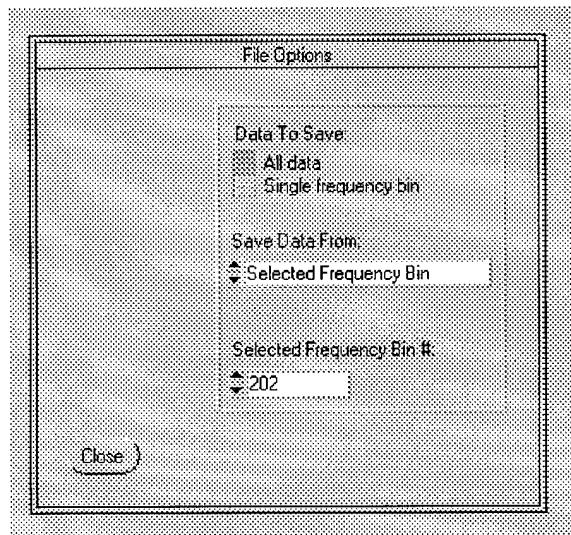 File Options
Data To Save:
All data
Single frequency bin
Save Data From:
Selected Frequency Bin
Selected Frequency Bin #:
202
Close